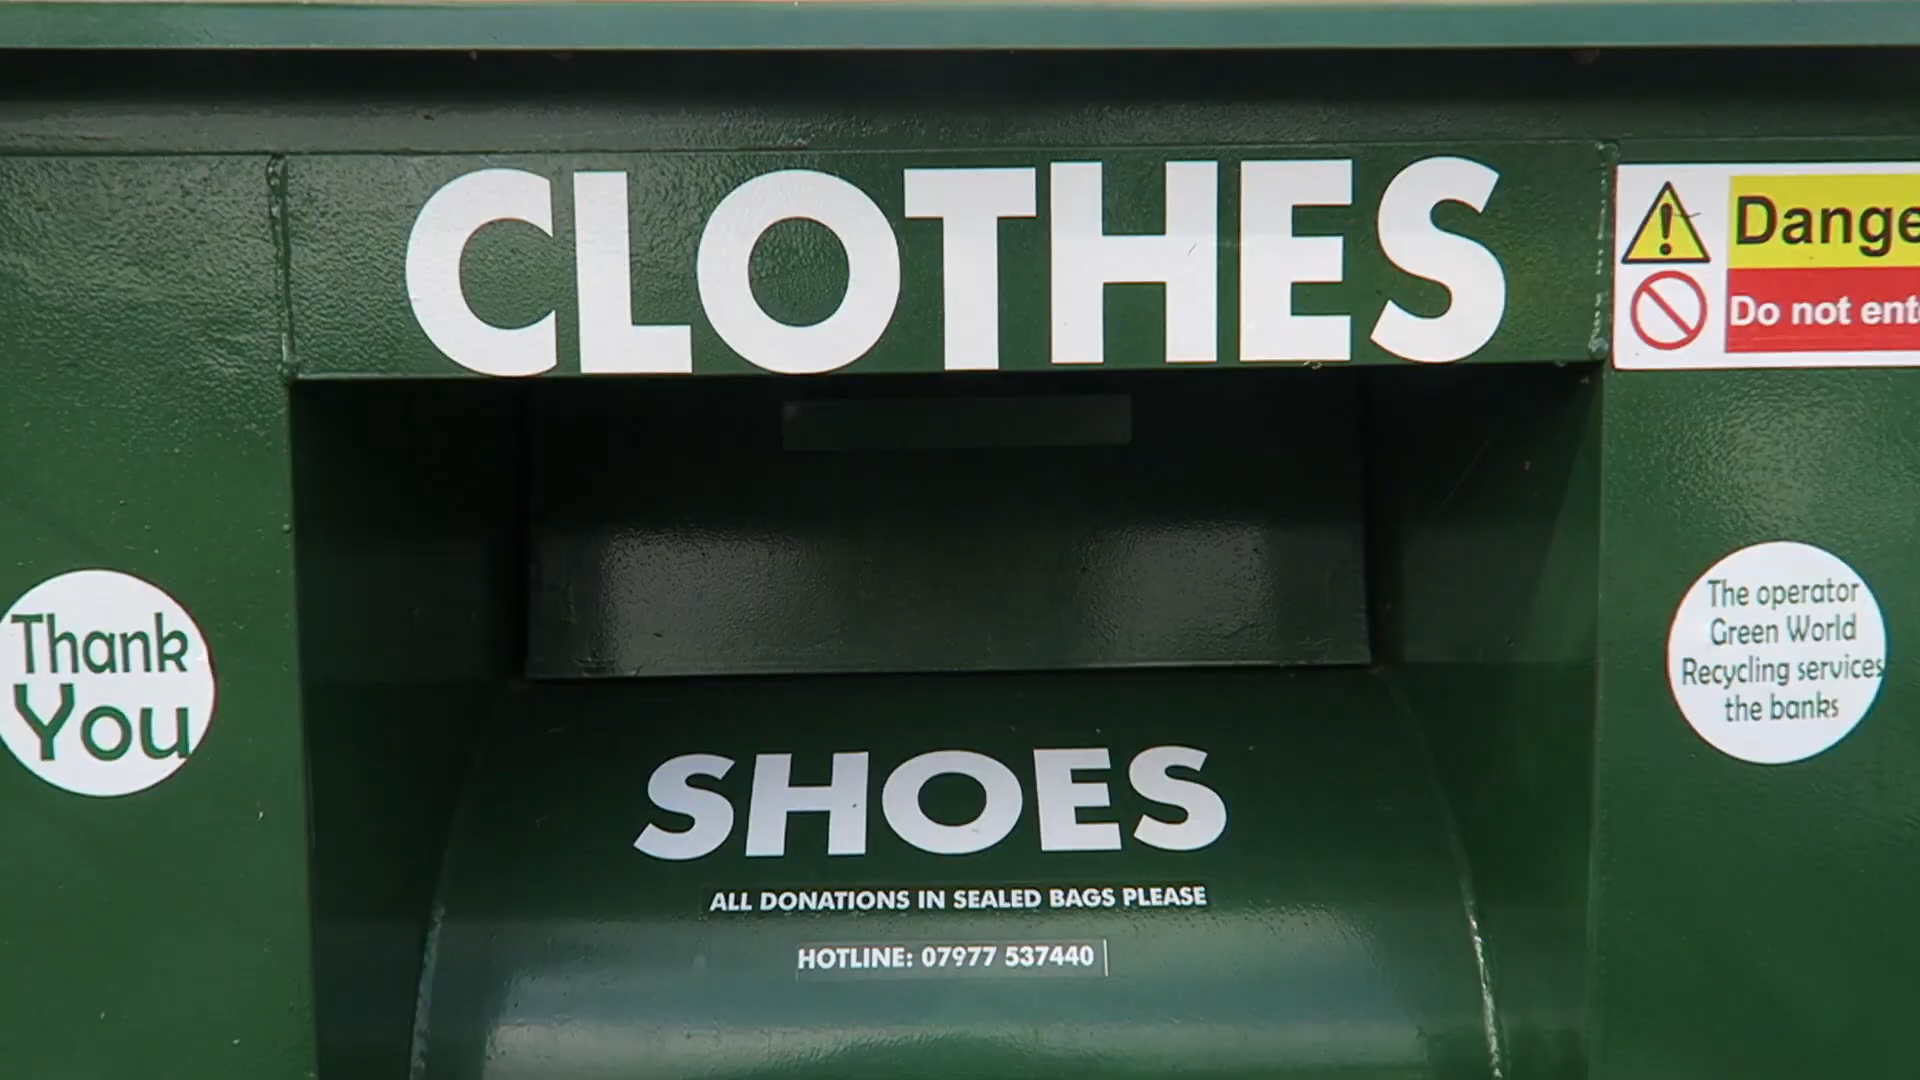 CLOTHES
Dange
Do not ente
Thank
You
The operator
Green World
Recycling services
the banks
SHOES
ALL DONATIONS IN SEALED BAGS PLEASE
HOTLINE: 07977 537440